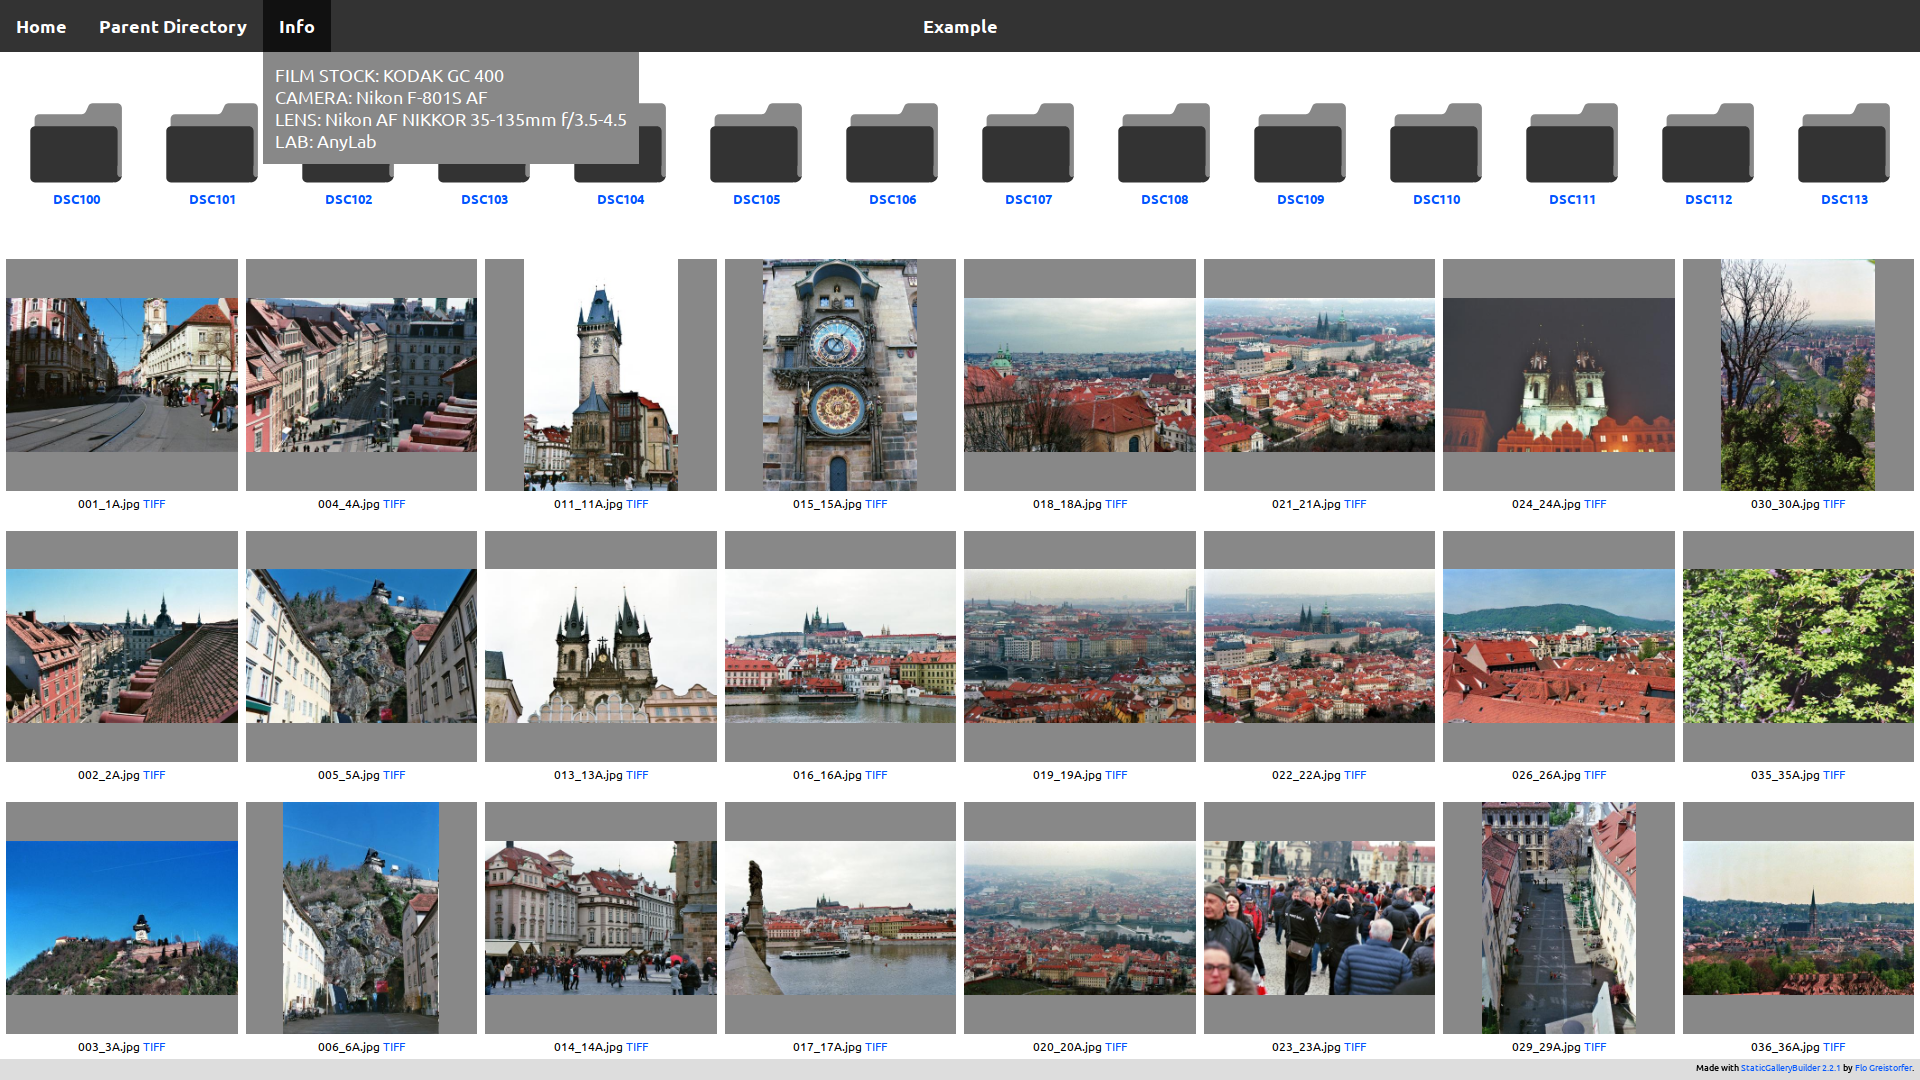 Home Parent Directory Info Example
FILM STOCK: KODAK GC 400
CAMERA: Nikon F-801S AF
LENS: Nikon AF NIKKOR 35-135mm f/3.5-4.5
LAB: AnyLab
DSC100 DSC101 DSC102 DSC103 DSC104 DSC105 DSC106 DSC107 DSC108 DSC109 DSC110 DSC111 DSC112 DSC113
001_1A.jpg TIFF 004_4A.jpg TIFF 011_11A.jpg TIFF 015_15A.jpg TIFF 018_18A.jpg TIFF 021_21A.jpg TIFF 024_24A.jpg TIFF 030_30A.jpg TIFF
002_2A.jpg TIFF 005_5A.jpg TIFF 013_13A.jpg TIFF 016_16A.jpg TIFF 019_19A.jpg TIFF 022_22A.jpg TIFF 026_26A.jpg TIFF 035_35A.jpg TIFF
003_3A.jpg TIFF 006_6A.jpg TIFF 014_14A.jpg TIFF 017_17A.jpg TIFF 020_20A.jpg TIFF 023_23A.jpg TIFF 029_29A.jpg TIFF 036_36A.jpg TIFF
Made with StaticGalleryBuilder 2.2.1 by Flo Greistorfer.